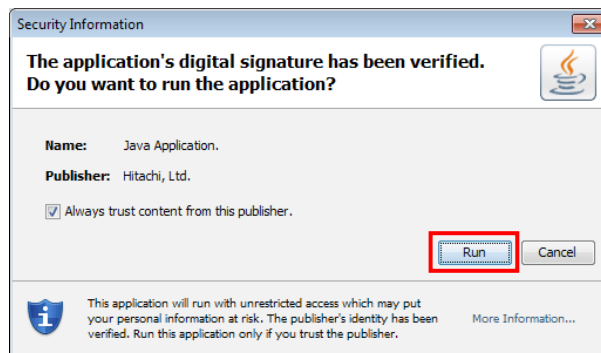 Security Information
The application's digital signature has been verified.
Do you want to run the application?
Name: Java Application.
Publisher: Hitachi, Ltd.
Always trust content from this publisher.
Run Cancel
This application will run with unrestricted access which may put
your personal information at risk. The publisher's identity has been
verified. Run this application only if you trust the publisher.
More Information...